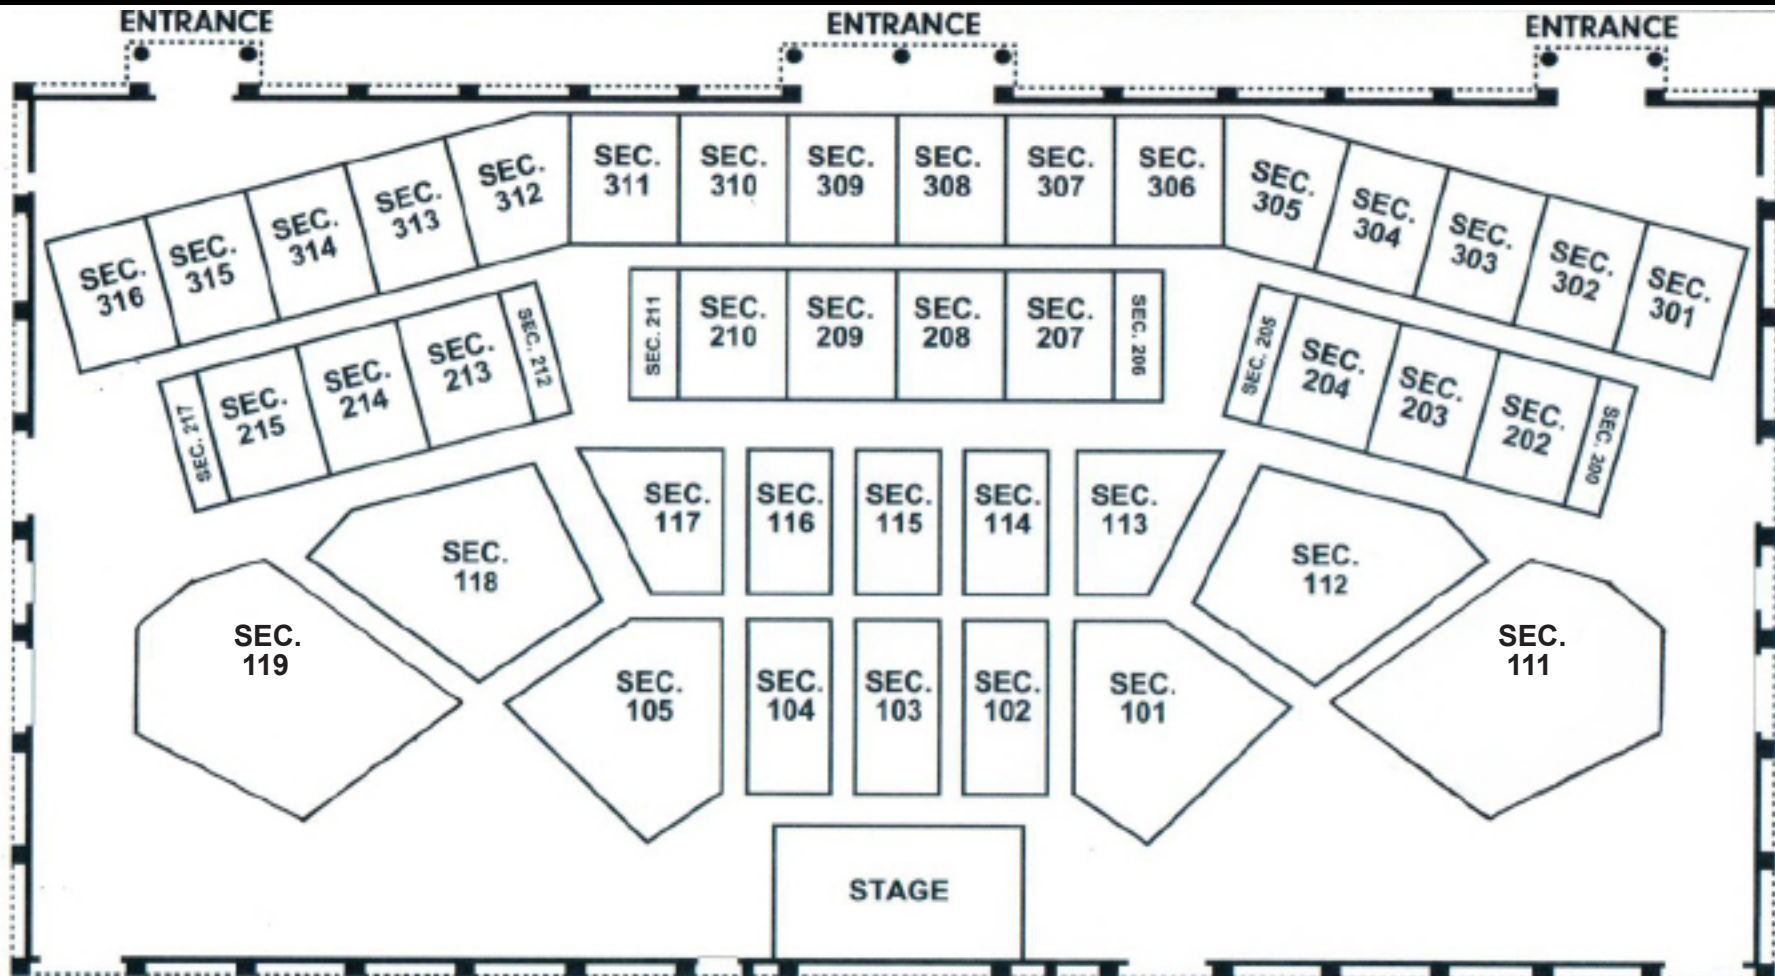 ENTRANCE
ENTRANCE
ENTRANCE
SEC.
316
SEC.
315
SEC.
314
SEC.
313
SEC.
312
SEC.
311
SEC.
310
SEC.
309
SEC.
308
SEC.
307
SEC.
306
SEC.
305
SEC.
304
SEC.
303
SEC.
302
SEC.
301
SEC. 217
SEC.
215
SEC.
214
SEC.
213
SEC. 212
SEC. 211
SEC.
210
SEC.
209
SEC.
208
SEC.
207
SEC. 206
SEC. 205
SEC.
204
SEC.
203
SEC.
202
SEC. 200
SEC.
119
SEC.
118
SEC.
117
SEC.
116
SEC.
115
SEC.
114
SEC.
113
SEC.
112
SEC.
111
SEC.
105
SEC.
104
SEC.
103
SEC.
102
SEC.
101
STAGE